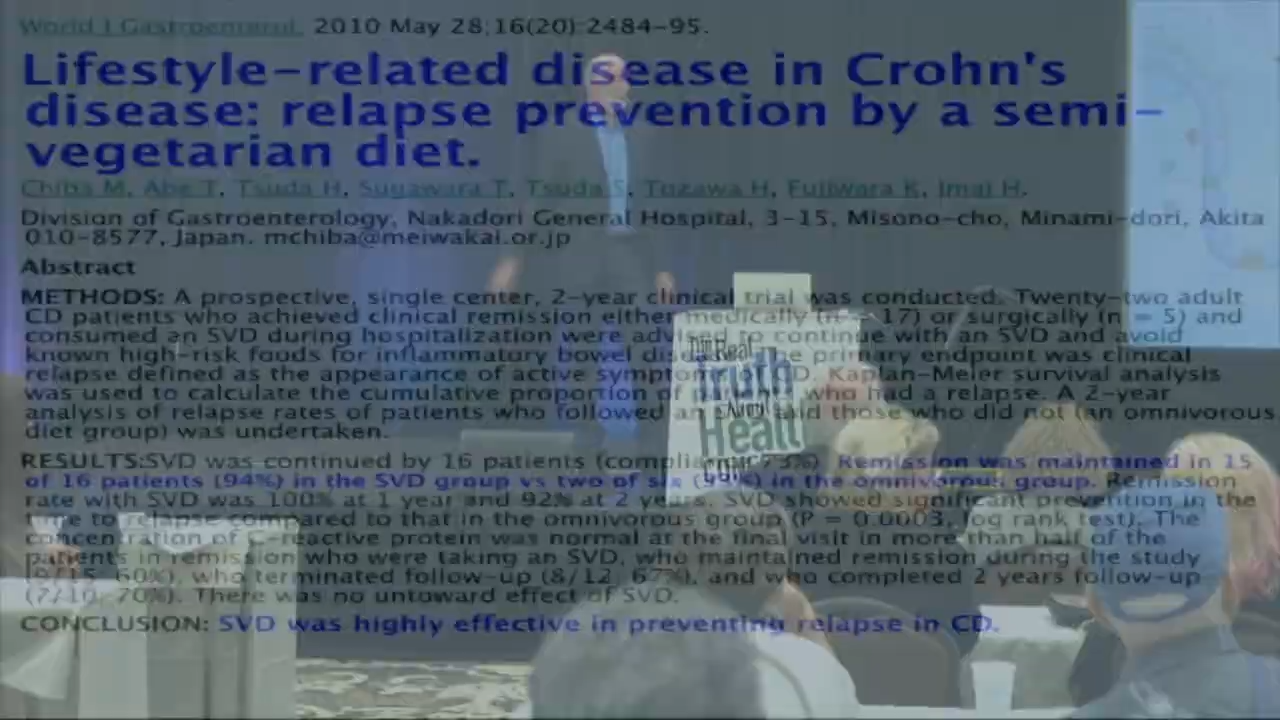 World J Gastroenterol. 2010 May 28;16(20):2484-95.
Lifestyle-related disease in Crohn's
disease: relapse prevention by a semi-
vegetarian diet.
Chiba M, Abe T, Tsuda H, Sugawara T, Tsuda S, Tozawa H, Fujiwara K, Imai H.
Division of Gastroenterology, Nakadori General Hospital, 3-15, Misono-cho, Minami-dori, Akita
010-8577, Japan. mchiba@meiwakai.or.jp
Abstract
METHODS: A prospective, single center, 2-year clinical trial was conducted. Twenty-two adult
CD patients who achieved clinical remission either medically (n = 17) or surgically (n = 5) and
consumed an SVD during hospitalization were advised to continue with an SVD and avoid
known high-risk foods for inflammatory bowel disease. The primary endpoint was clinical
relapse defined as the appearance of active symptoms of CD. Kaplan-Meier survival analysis
was used to calculate the cumulative proportion of who had a relapse. A 2-year
analysis of relapse rates of patients who followed an SVD and those who did not (an omnivorous
diet group) was undertaken.
RESULTS:SVD was continued by 16 patients (compliance 73%). Remission was maintained in 15
of 16 patients (94%) in the SVD group vs two of six (33%) in the omnivorous group. Remission
rate with SVD was 100% at 1 year and 92% at 2 years. SVD showed significant prevention in the
time to relapse compared to that in the omnivorous group (P = 0.0003, log rank test). The
concentration of C-reactive protein was normal at the final visit in more than half of the
patients in remission who were taking an SVD, who maintained remission during the study
(9/15, 60%), who terminated follow-up (8/12, 67%), and who completed 2 years follow-up
(7/10, 70%). There was no untoward effect of SVD.
CONCLUSION: SVD was highly effective in preventing relapse in CD.
The Real
Truth
About
Health